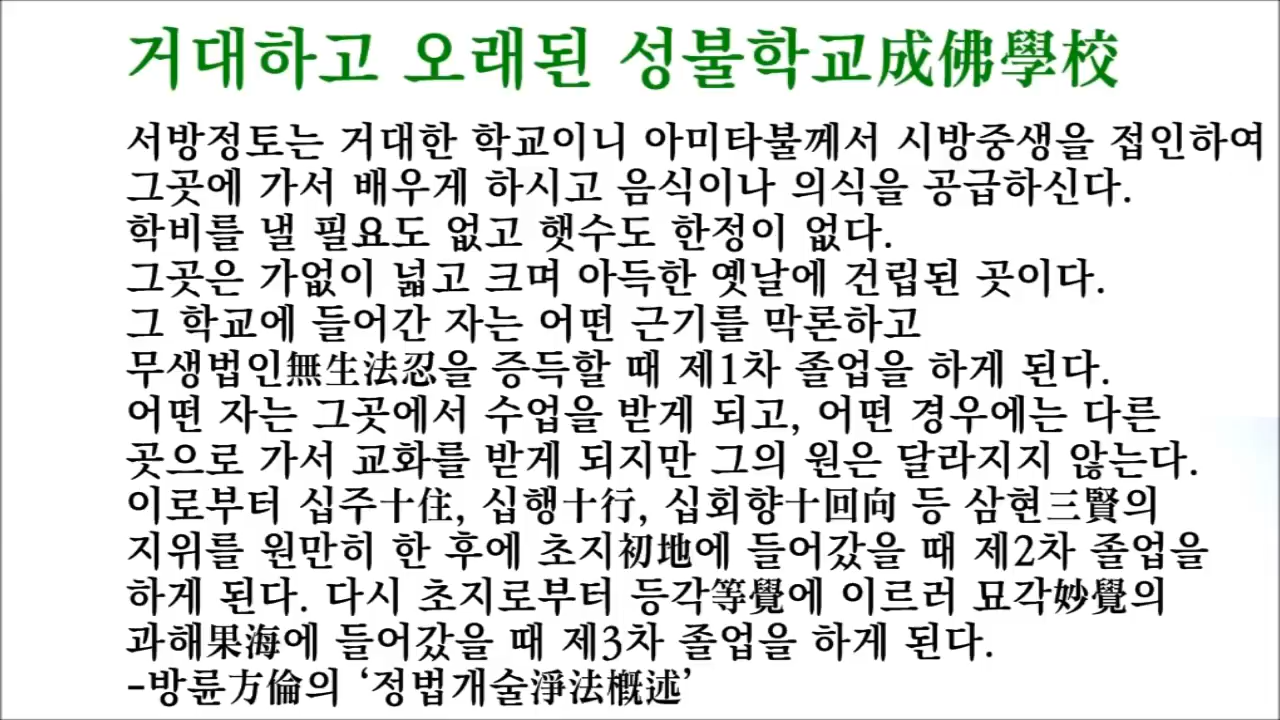 거대하고 오래된 성불학교成佛學校
서방정토는 거대한 학교이니 아미타불께서 시방중생을 접인하여
그곳에 가서 배우게 하시고 음식이나 의식을 공급하신다.
학비를 낼 필요도 없고 햇수도 한정이 없다.
그곳은 가없이 넓고 크며 아득한 옛날에 건립된 곳이다.
그 학교에 들어간 자는 어떤 근기를 막론하고
무생법인無生法忍을 증득할 때 제1차 졸업을 하게 된다.
어떤 자는 그곳에서 수업을 받게 되고, 어떤 경우에는 다른
곳으로 가서 교화를 받게 되지만 그의 원은 달라지지 않는다.
이로부터 십주十住, 십행十行, 십회향十回向 등 삼현三賢의
지위를 원만히 한 후에 초지初地에 들어갔을 때 제2차 졸업을
하게 된다. 다시 초지로부터 등각等覺에 이르러 묘각妙覺의
과해果海에 들어갔을 때 제3차 졸업을 하게 된다.
-방륜方倫의 ‘정법개술淨法槪述’